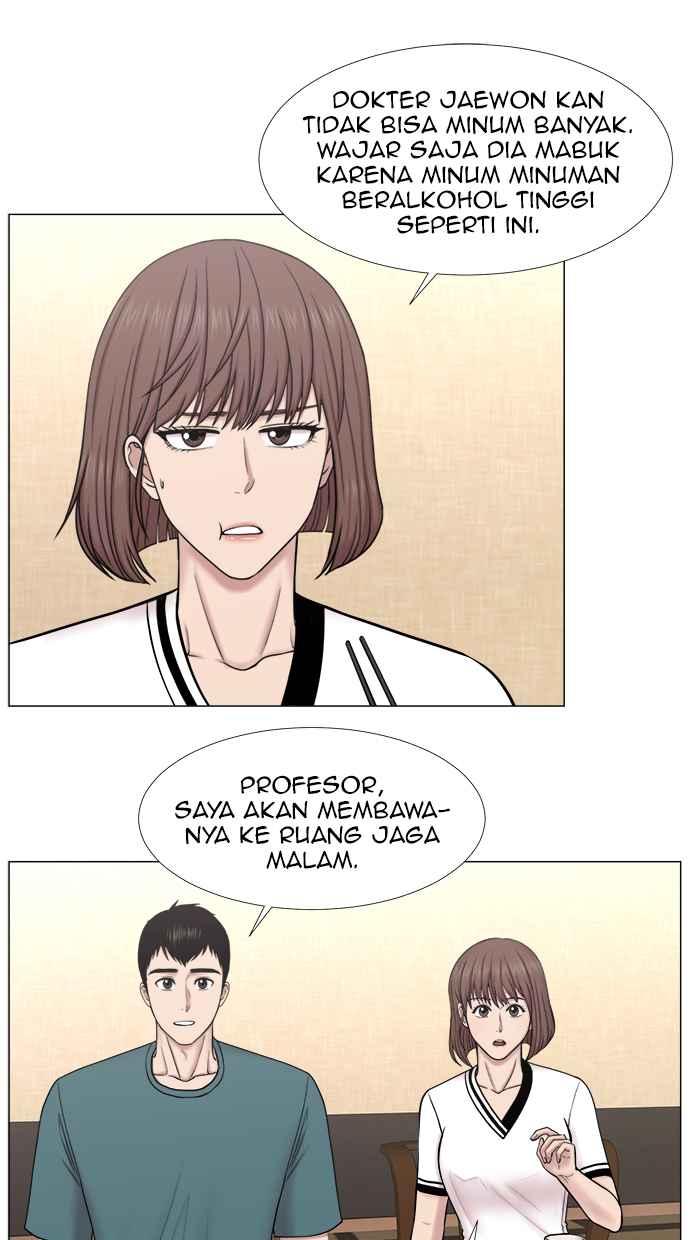 DOKTER JAEWON KAN
TIDAK BISA MINUM BANYAK.
WAJAR SAJA DIA MABUK
KARENA MINUM MINUMAN
BERALKOHOL TINGGI
SEPERTI INI.
PROFESOR,
SAYA AKAN MEMBAWA-
NYA KE RUANG JAGA
MALAM.